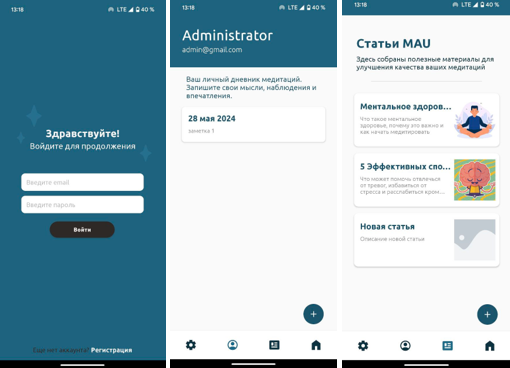 13:18
LTE 40 %
Здравствуйте!
Войдите для продолжения
Введите email
Введите пароль
Войти
Еще нет аккаунта? Регистрация
13:18
LTE 40 %
Administrator
admin@gmail.com
Ваш личный дневник медитаций.
Запишите свои мысли, наблюдения и
впечатления.
28 мая 2024
заметка 1
13:18
LTE 40 %
Статьи MAU
Здесь собраны полезные материалы для
улучшения качества ваших медитаций
Ментальное здоров...
Что такое ментальное
здоровье, почему это важно и
как начать медитировать
5 Эффективных спо...
Что может помочь отвлечься
от тревог, избавиться от
стресса и расслабиться кром...
Новая статья
Описание новой статьи